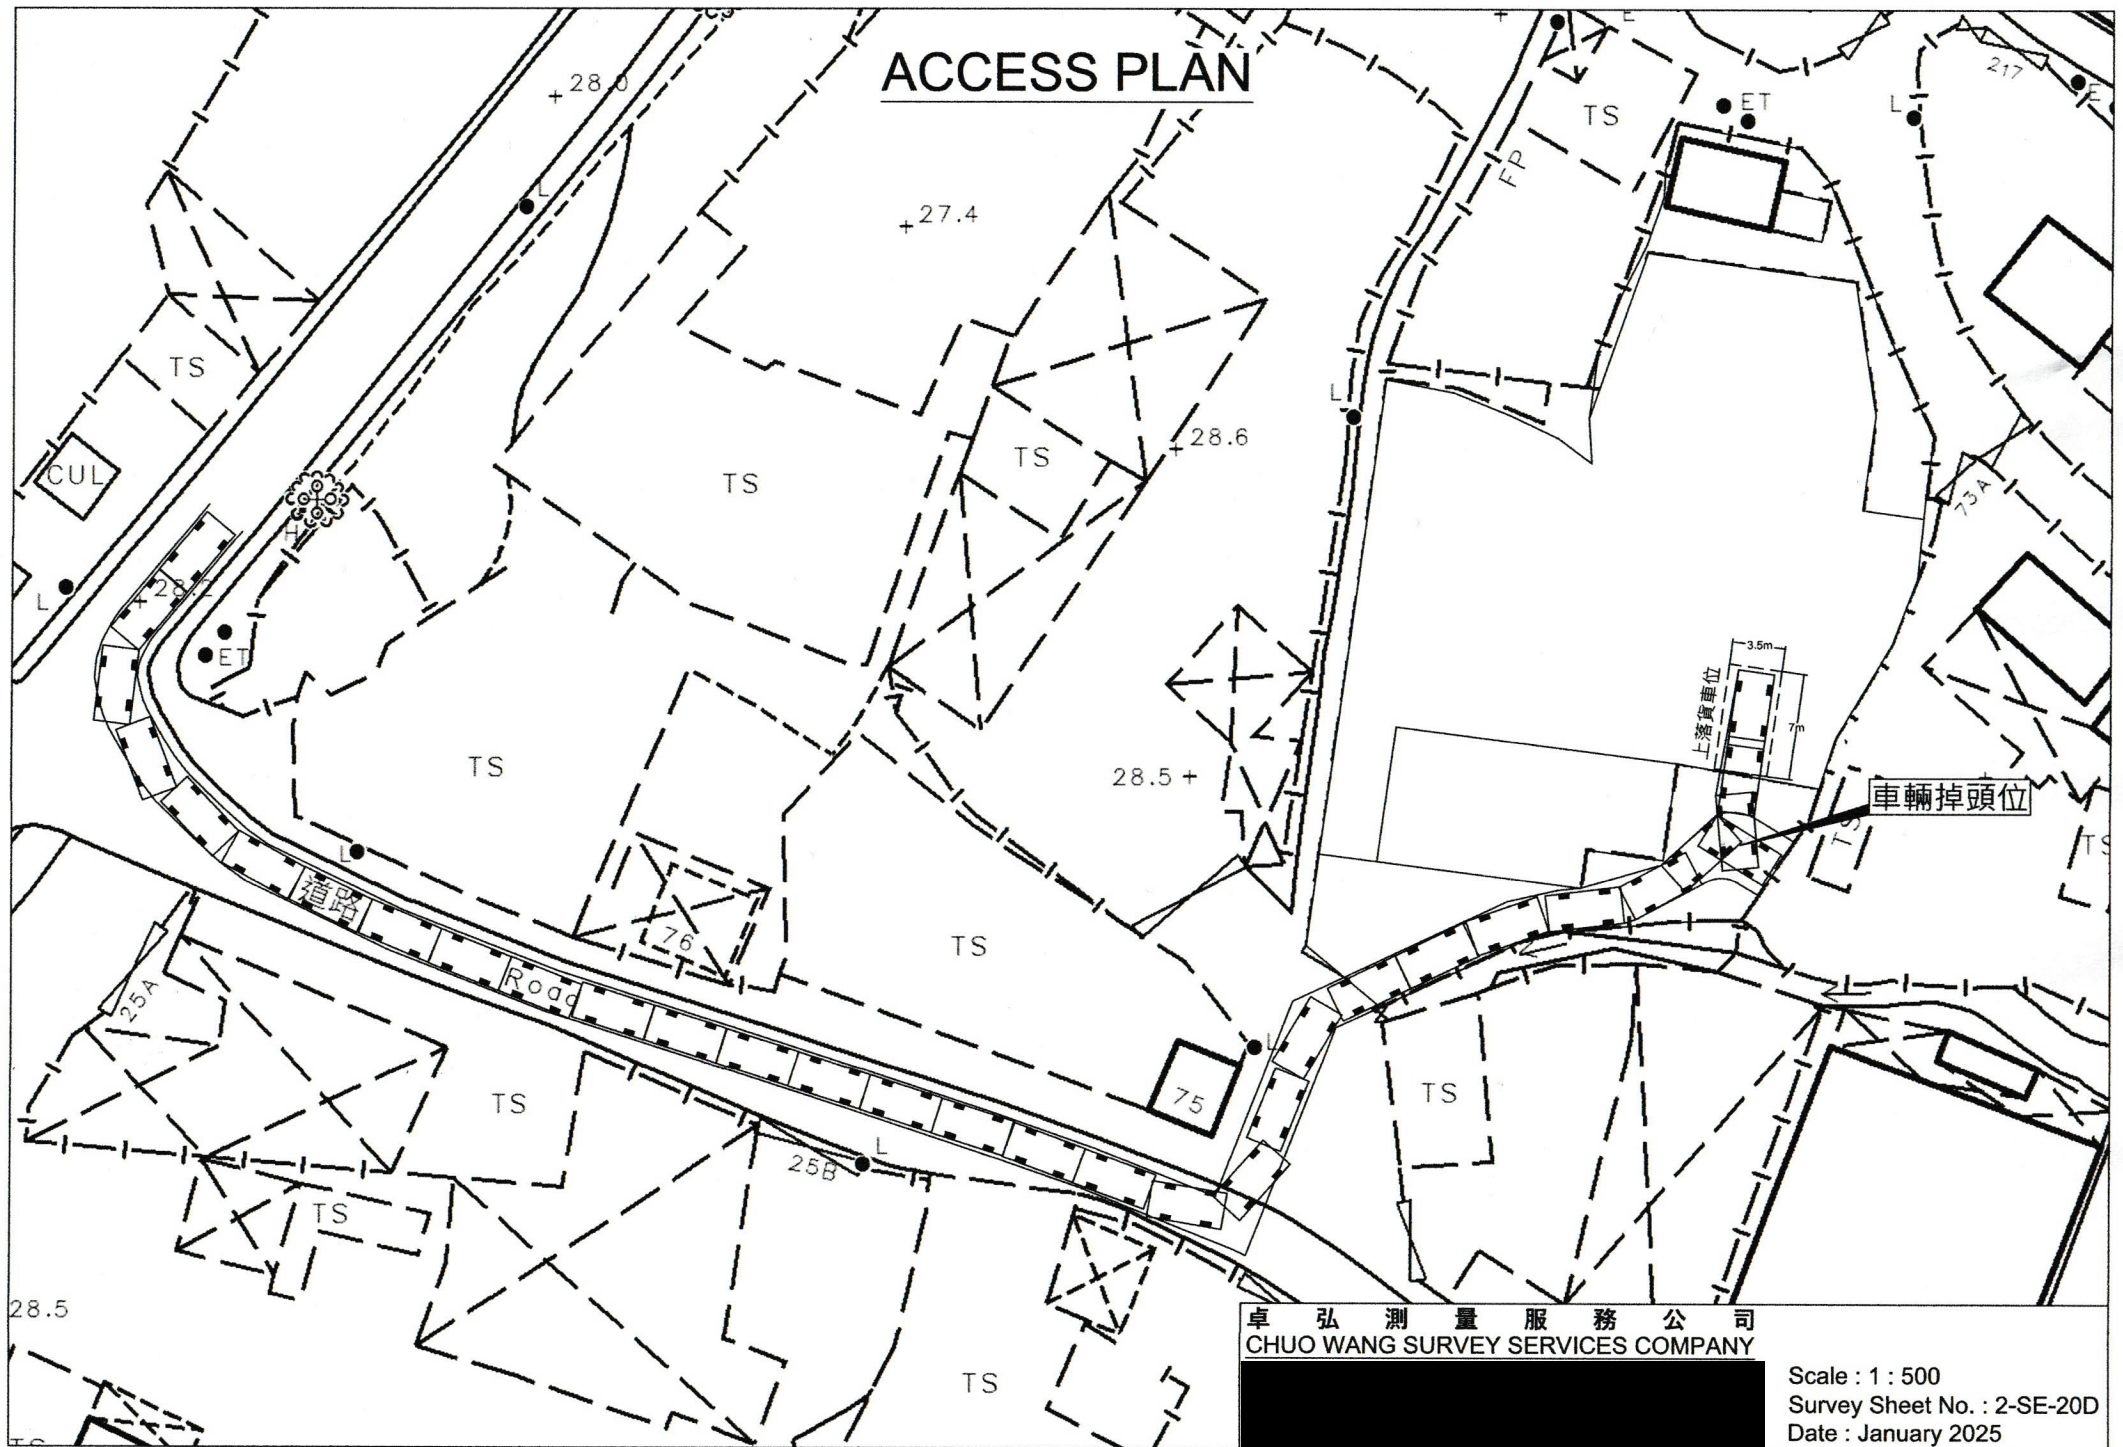 ACCESS PLAN
28.0
E
217
E
ET
L
TS
FP
L
27.4
TS
28.6
L
TS
TS
CUL
73A
H
28.2
L
ET
3.5m
上落貨車位
7m
TS
28.5
車輛掉頭位
TS
TS
L
道路
76
TS
Road
25A
L
75
TS
TS
25B
L
TS
28.5
TS
TS
卓弘測量服務公司
CHUO WANG SURVEY SERVICES COMPANY
Scale : 1 : 500
Survey Sheet No. : 2-SE-20D
Date : January 2025